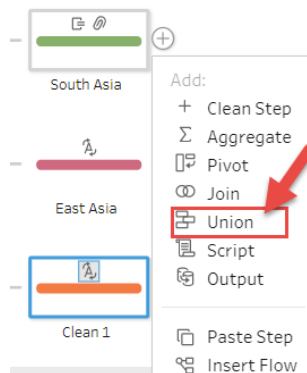 South Asia
East Asia
Clean 1
Add:
Clean Step
Aggregate
Pivot
Join
Union
Script
Output
Paste Step
Insert Flow